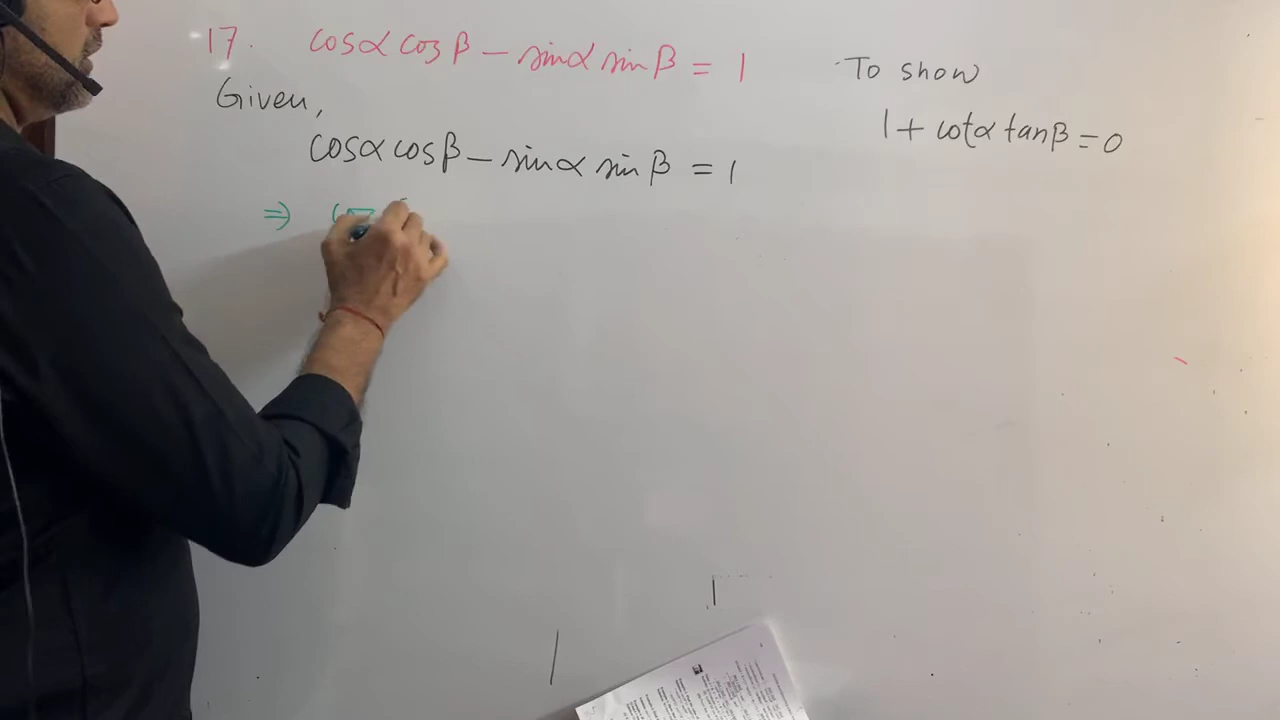 17. cosα cosβ – sinα sinβ = 1
To show
Given,
1 + cotα tanβ = 0
cosα cosβ – sinα sinβ = 1
⇒